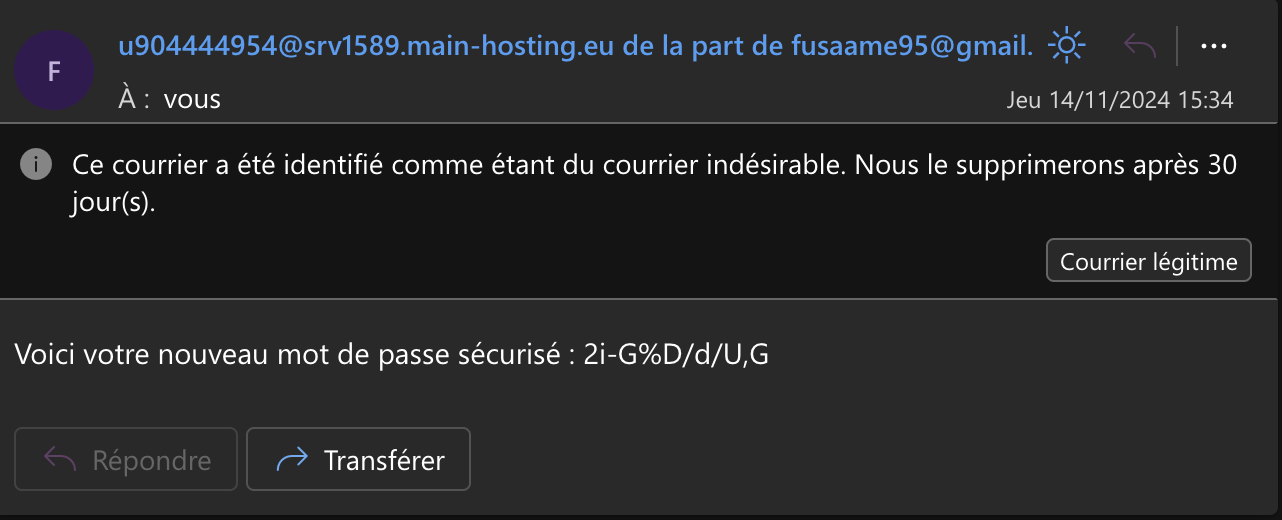 F
u904444954@srv1589.main-hosting.eu de la part de fusaame95@gmail.
À : vous
Jeu 14/11/2024 15:34
Ce courrier a été identifié comme étant du courrier indésirable. Nous le supprimerons après 30
jour(s).
Courrier légitime
Voici votre nouveau mot de passe sécurisé : 2i-G%D/d/U,G
Répondre
Transférer